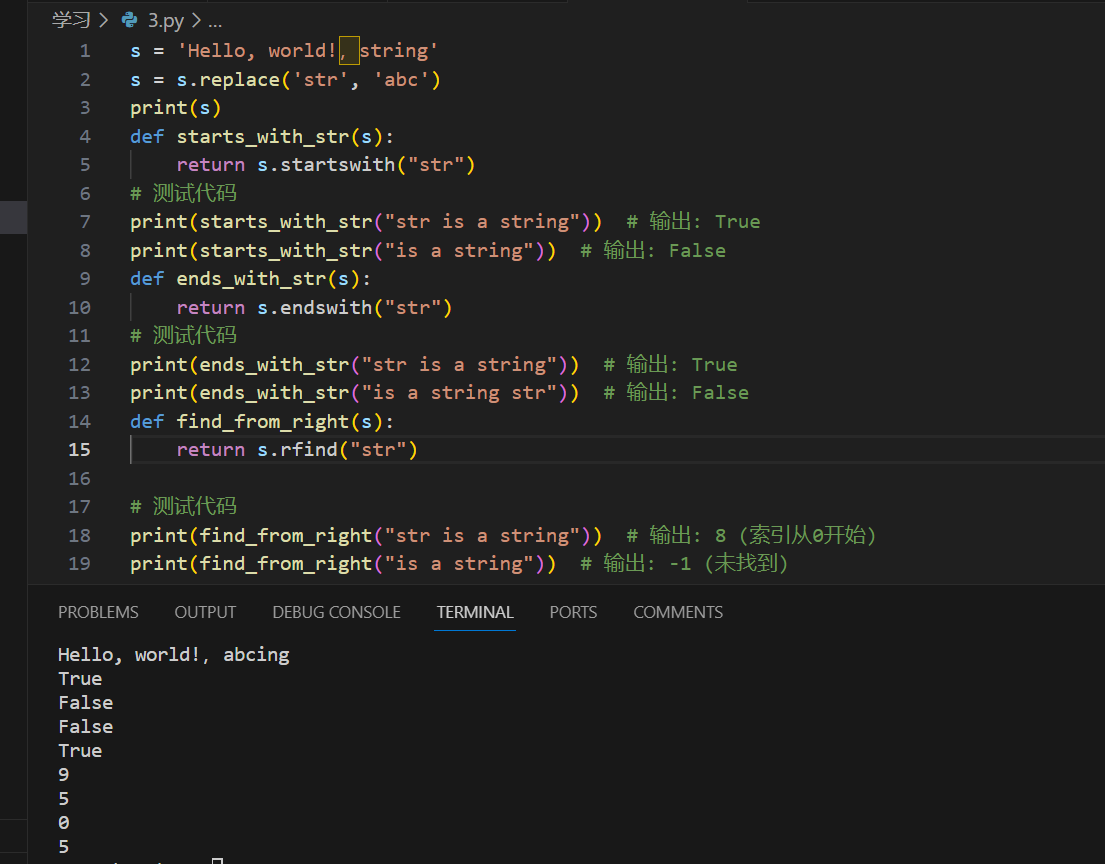 学习 > 3.py > ...
1 s = 'Hello, world!, string'
2 s = s.replace('str', 'abc')
3 print(s)
4 def starts_with_str(s):
5     return s.startswith("str")
6 # 测试代码
7 print(starts_with_str("str is a string"))  # 输出: True
8 print(starts_with_str("is a string"))  # 输出: False
9 def ends_with_str(s):
10     return s.endswith("str")
11 # 测试代码
12 print(ends_with_str("str is a string"))  # 输出: True
13 print(ends_with_str("is a string str"))  # 输出: False
14 def find_from_right(s):
15     return s.rfind("str")
16
17 # 测试代码
18 print(find_from_right("str is a string"))  # 输出: 8 (索引从0开始)
19 print(find_from_right("is a string"))  # 输出: -1 (未找到)
PROBLEMS OUTPUT DEBUG CONSOLE TERMINAL PORTS COMMENTS
Hello, world!, abcing
True
False
False
True
9
5
0
5